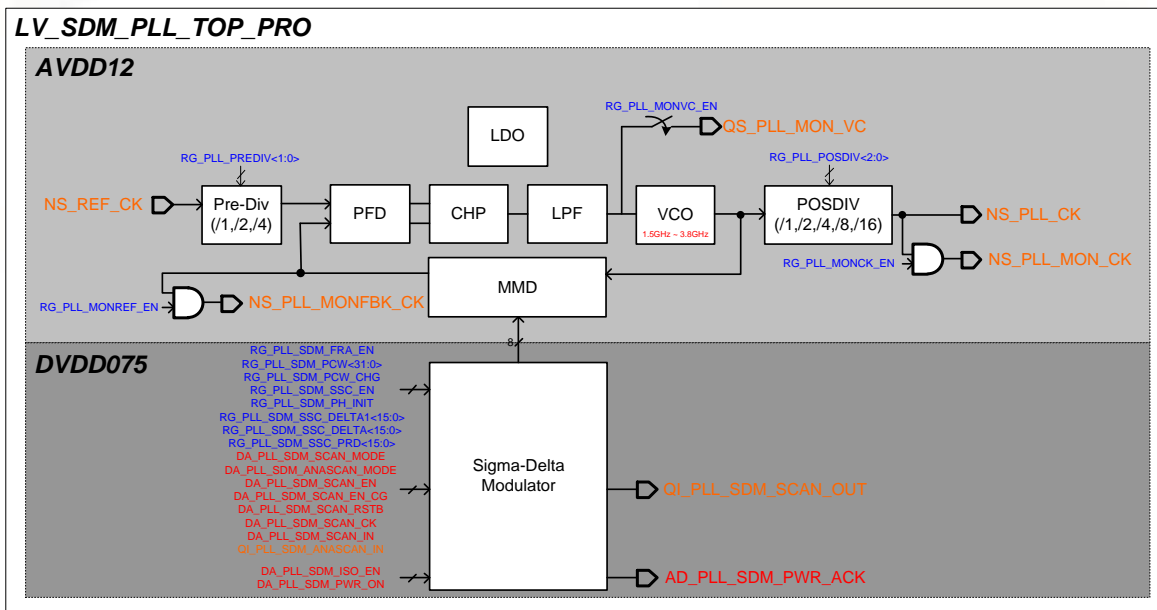 LV_SDM_PLL_TOP_PRO
AVDD12
RG_PLL_MONVC_EN
QS_PLL_MON_VC
LDO
RG_PLL_PREDIV<1:0>
RG_PLL_POSDIV<2:0>
NS_REF_CK
Pre-Div
(/1,/2,/4)
PFD
CHP
LPF
VCO
1.5GHz ~ 3.8GHz
POSDIV
(/1,/2,/4,/8,/16)
NS_PLL_CK
RG_PLL_MONCK_EN
NS_PLL_MON_CK
MMD
RG_PLL_MONREF_EN
NS_PLL_MONFBK_CK
8
DVDD075
RG_PLL_SDM_FRA_EN
RG_PLL_SDM_PCW<31:0>
RG_PLL_SDM_PCW_CHG
RG_PLL_SDM_SSC_EN
RG_PLL_SDM_PH_INIT
RG_PLL_SDM_SSC_DELTA1<15:0>
RG_PLL_SDM_SSC_DELTA<15:0>
RG_PLL_SDM_SSC_PRD<15:0>
DA_PLL_SDM_SCAN_MODE
DA_PLL_SDM_ANASCAN_MODE
DA_PLL_SDM_SCAN_EN
DA_PLL_SDM_SCAN_EN_CG
DA_PLL_SDM_SCAN_RSTB
DA_PLL_SDM_SCAN_CK
DA_PLL_SDM_SCAN_IN
QI_PLL_SDM_ANASCAN_IN
DA_PLL_SDM_ISO_EN
DA_PLL_SDM_PWR_ON
Sigma-Delta
Modulator
QI_PLL_SDM_SCAN_OUT
AD_PLL_SDM_PWR_ACK